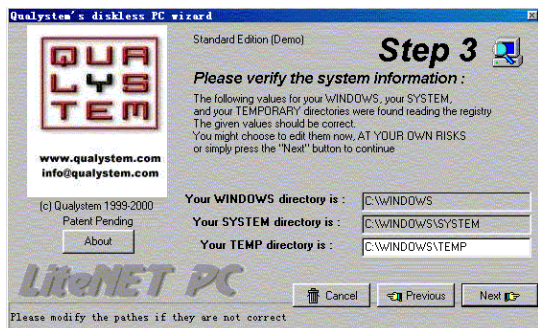 Qualystem's diskless PC wizard
QUA
LYS
TEM
www.qualystem.com
info@qualystem.com
(c) Qualystem 1999-2000
Patent Pending
About
LiteNET PC
Standard Edition (Demo)
Step 3
Please verify the system information :
The following values for your WINDOWS, your SYSTEM,
and your TEMPORARY directories were found reading the registry
The given values should be correct.
You might choose to edit them now, AT YOUR OWN RISKS
or simply press the "Next" button to continue
Your WINDOWS directory is : C:\WINDOWS
Your SYSTEM directory is : C:\WINDOWS\SYSTEM
Your TEMP directory is : C:\WINDOWS\TEMP
Cancel Previous Next
Please modify the pathes if they are not correct